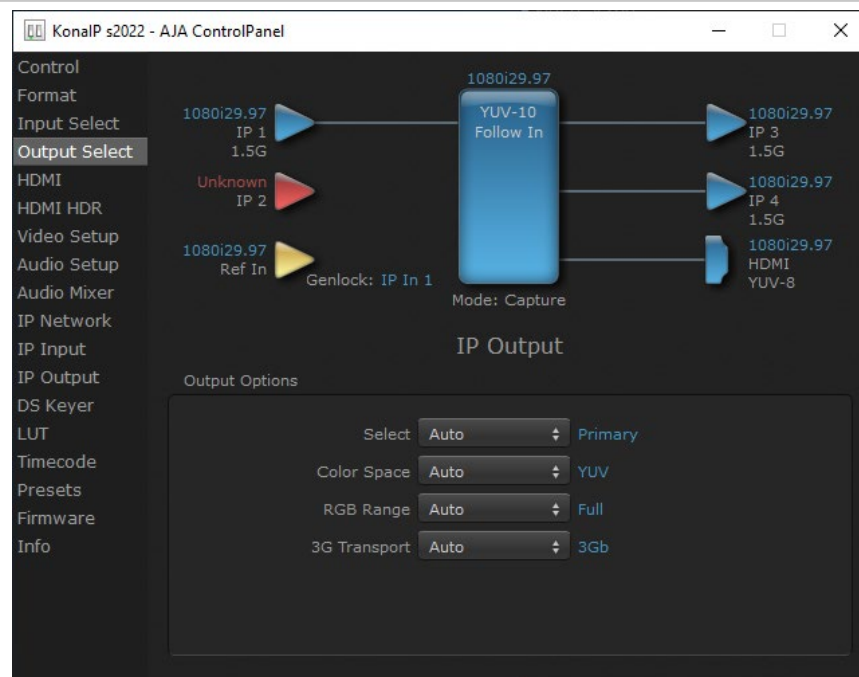 KonaIP s2022 - AJA ControlPanel
Control
Format
Input Select
Output Select
HDMI
HDMI HDR
Video Setup
Audio Setup
Audio Mixer
IP Network
IP Input
IP Output
DS Keyer
LUT
Timecode
Presets
Firmware
Info
1080i29.97
1080i29.97
IP 1
1.5G
Unknown
IP 2
1080i29.97
Ref In
Genlock: IP In 1
YUV-10
Follow In
Mode: Capture
1080i29.97
IP 3
1.5G
1080i29.97
IP 4
1.5G
1080i29.97
HDMI
YUV-8
IP Output
Output Options
Select Auto Primary
Color Space Auto YUV
RGB Range Auto Full
3G Transport Auto 3Gb